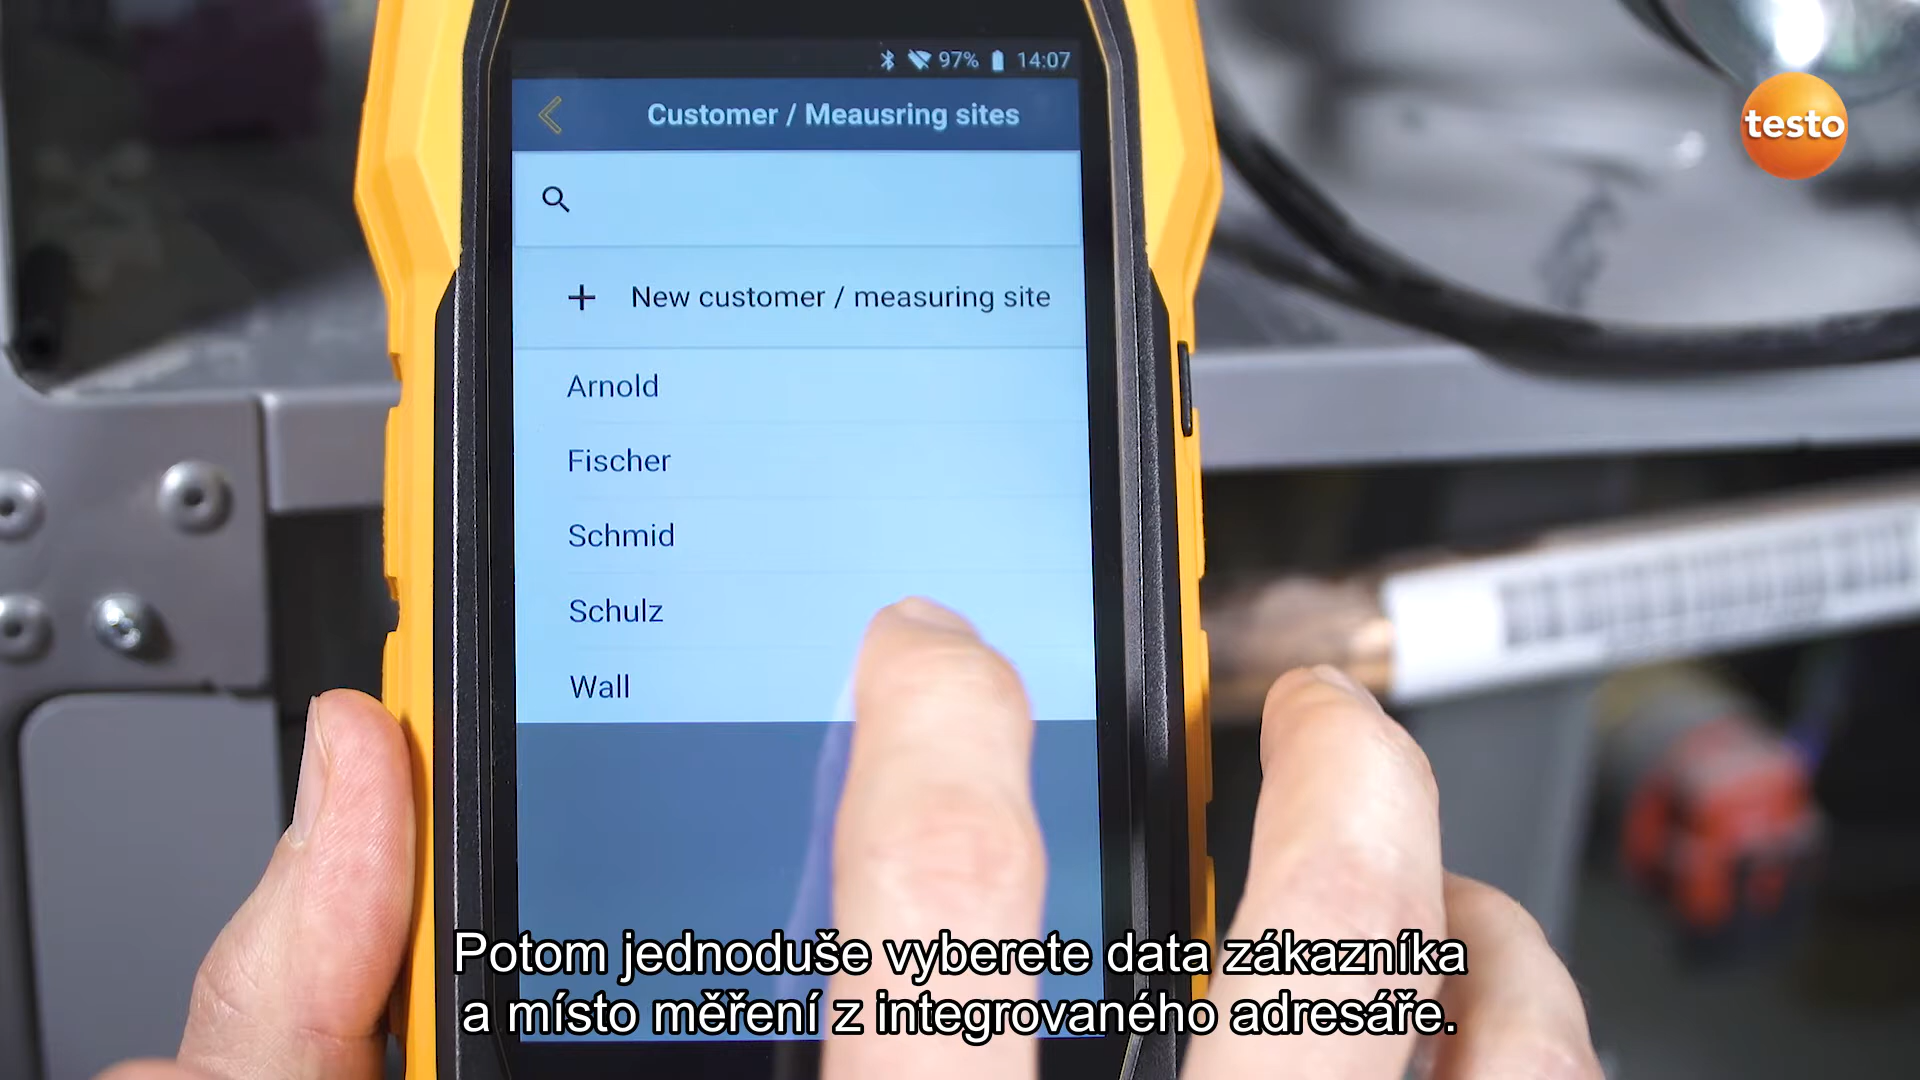 97% 14:07
Customer / Meausring sites
testo
New customer / measuring site
Arnold
Fischer
Schmid
Schulz
Wall
Potom jednoduše vyberete data zákazníka
a místo měření z integrovaného adresáře.